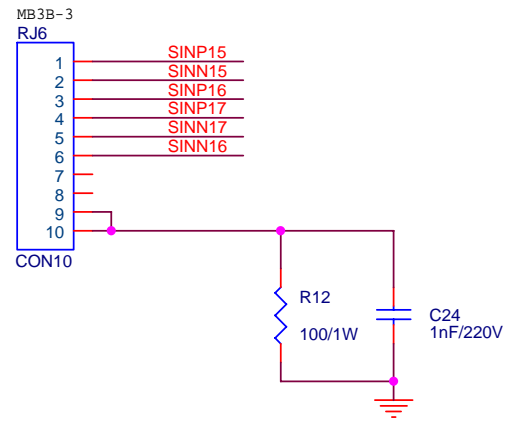 MB3B-3
RJ6
1 SINP15
2 SINN15
3 SINP16
4 SINP17
5 SINN17
6 SINN16
7
8
9
10
CON10
R12
100/1W
C24
1nF/220V